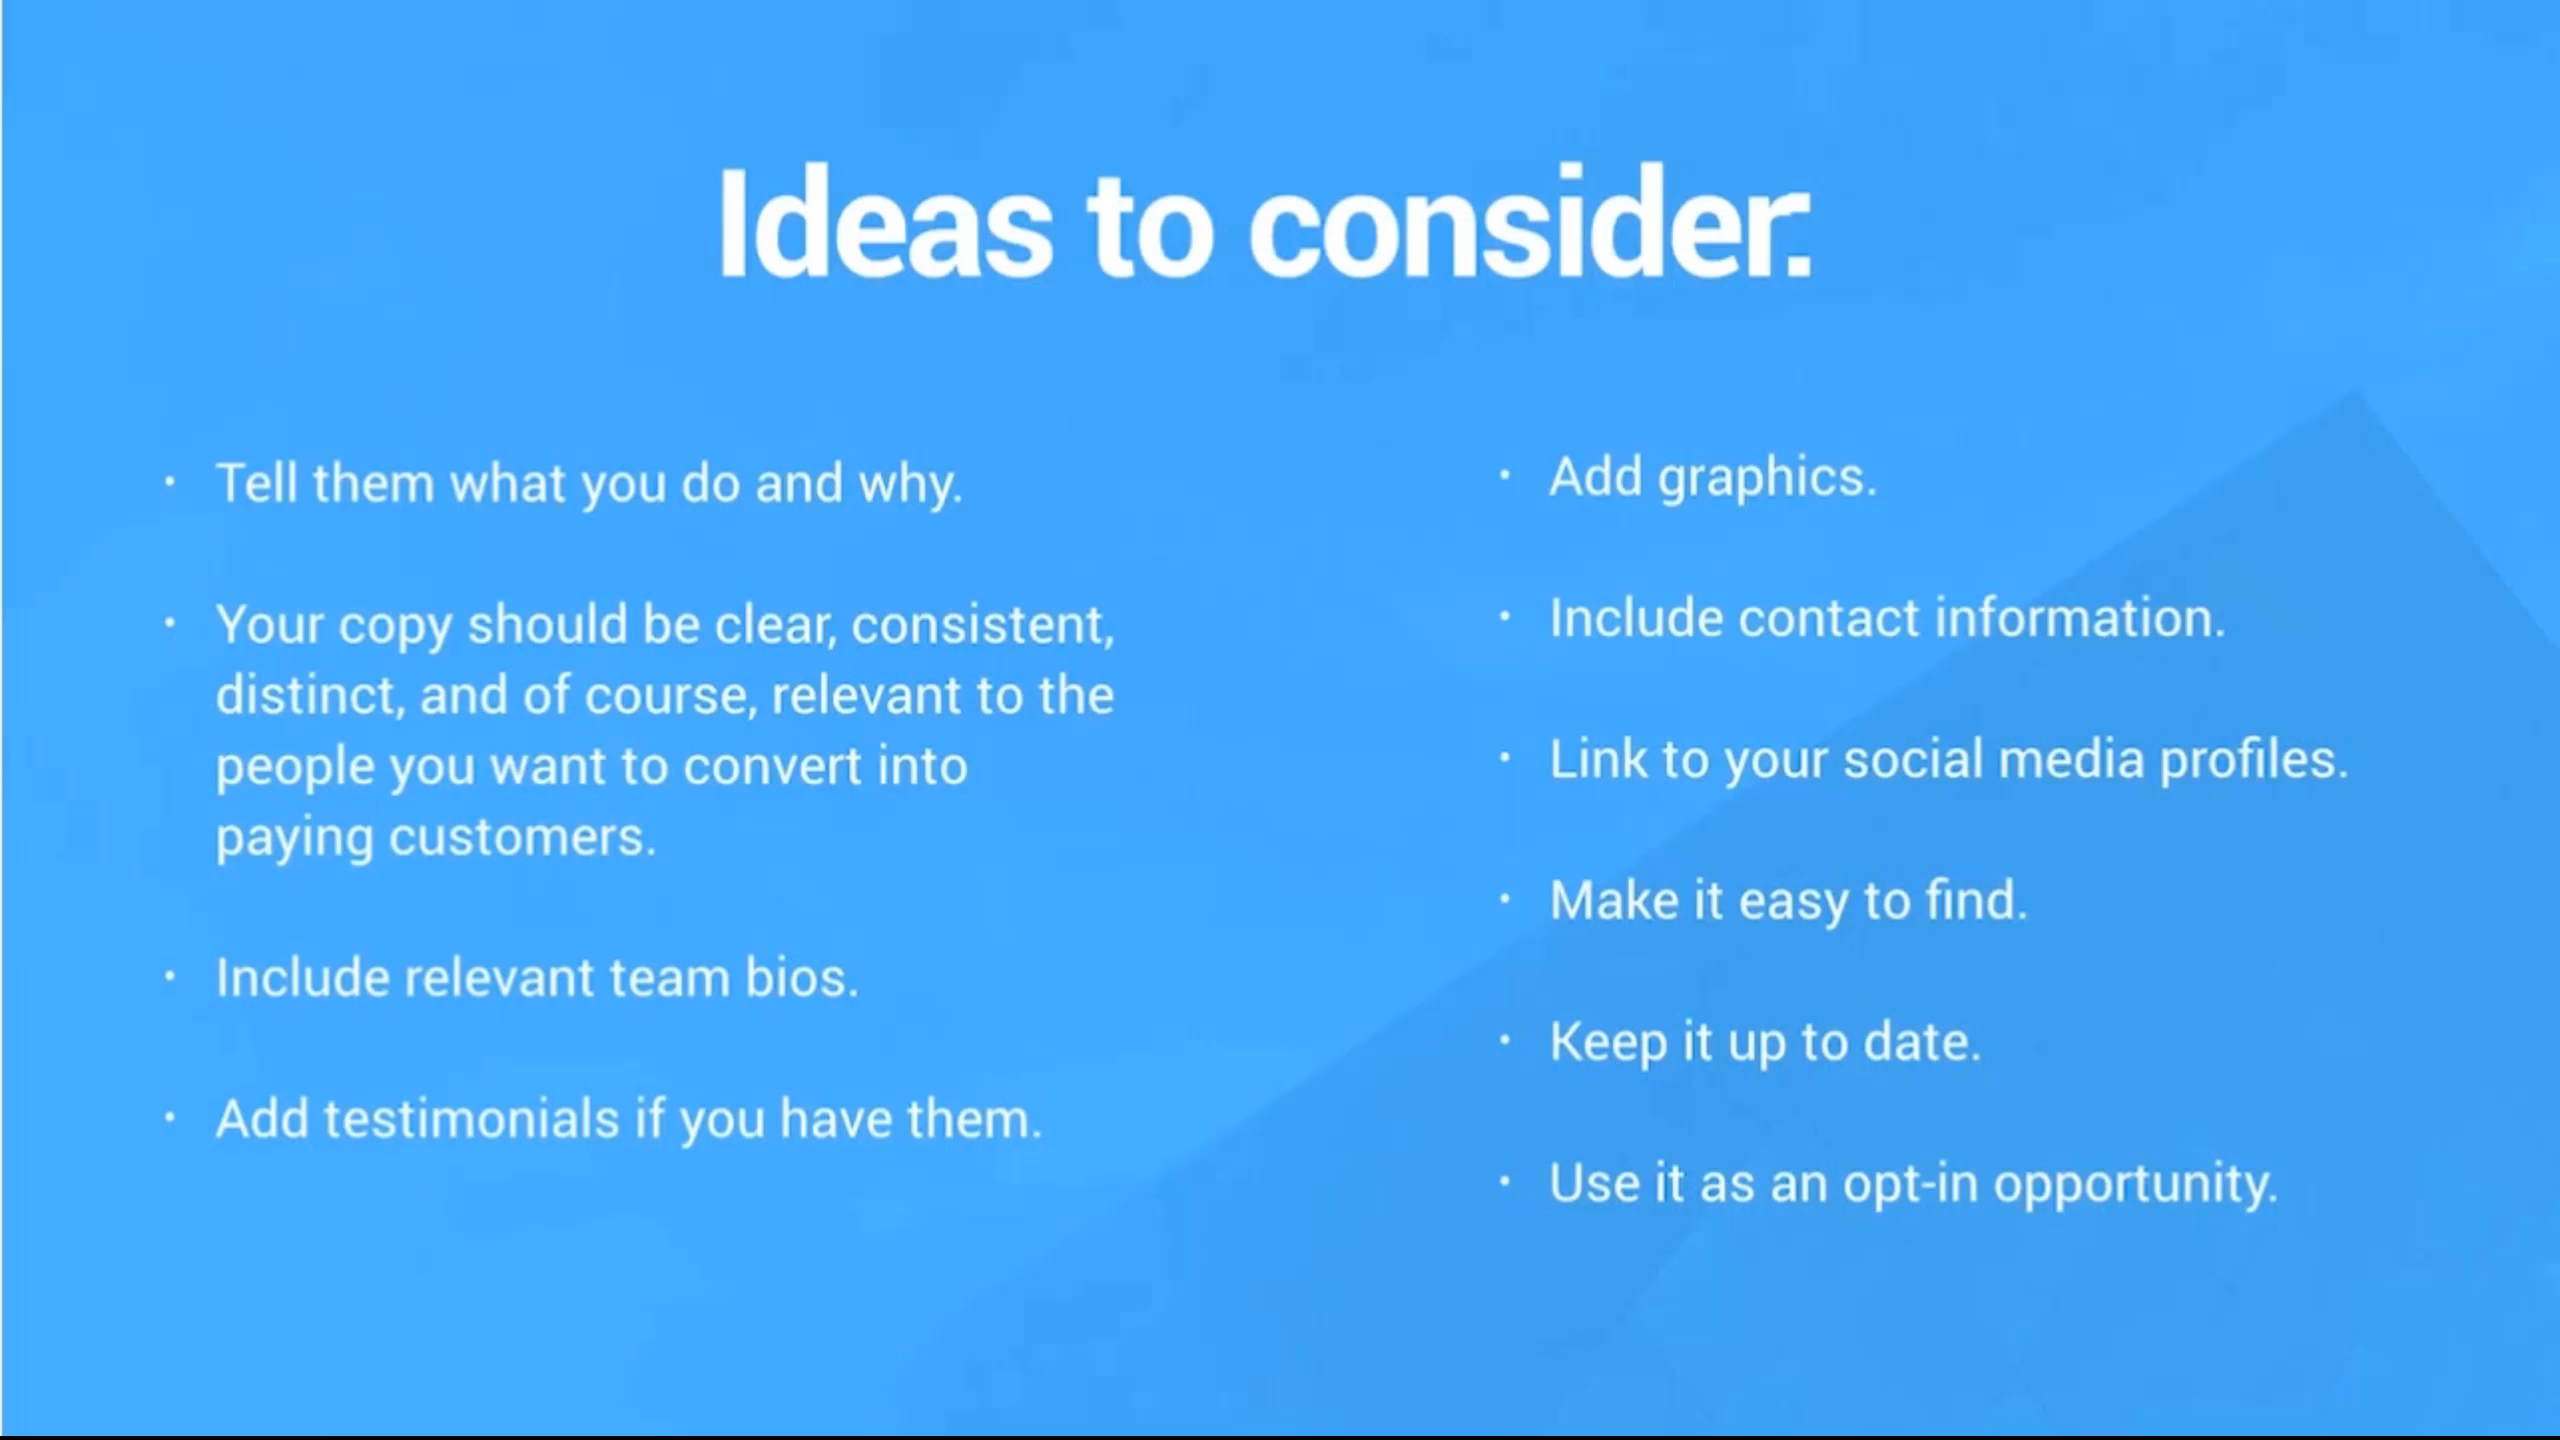 Ideas to consider:
• Tell them what you do and why.
• Your copy should be clear, consistent,
distinct, and of course, relevant to the
people you want to convert into
paying customers.
• Include relevant team bios.
• Add testimonials if you have them.
• Add graphics.
• Include contact information.
• Link to your social media profiles.
• Make it easy to find.
• Keep it up to date.
• Use it as an opt-in opportunity.